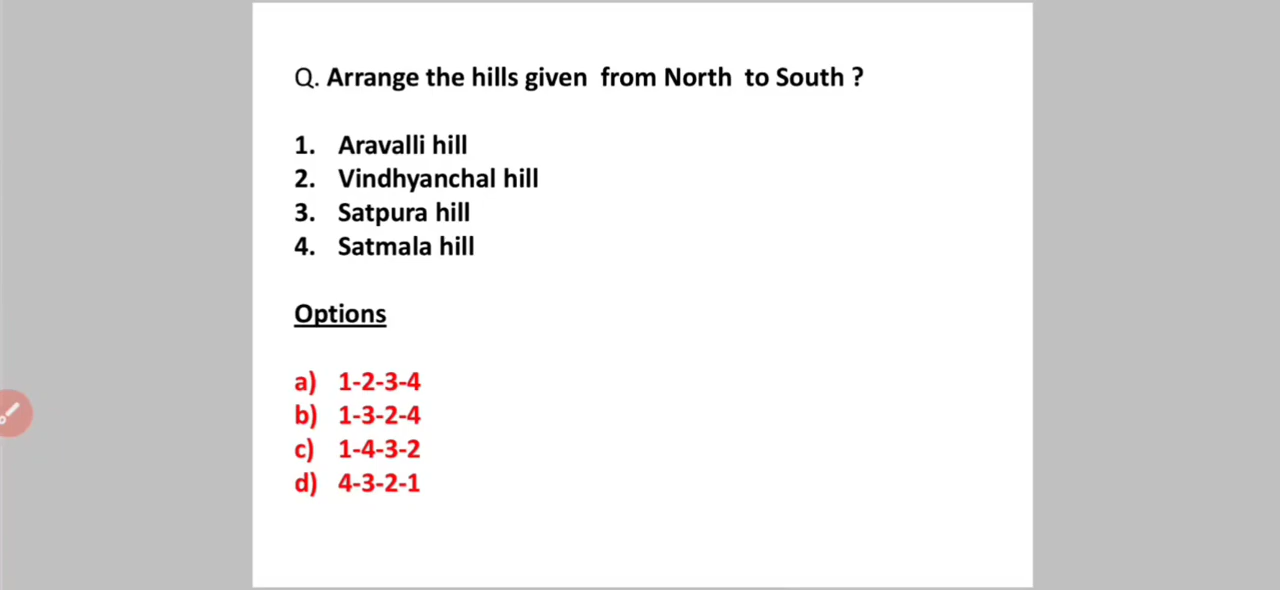 Q. Arrange the hills given from North to South ?
1. Aravalli hill
2. Vindhyanchal hill
3. Satpura hill
4. Satmala hill
Options
a) 1-2-3-4
b) 1-3-2-4
c) 1-4-3-2
d) 4-3-2-1